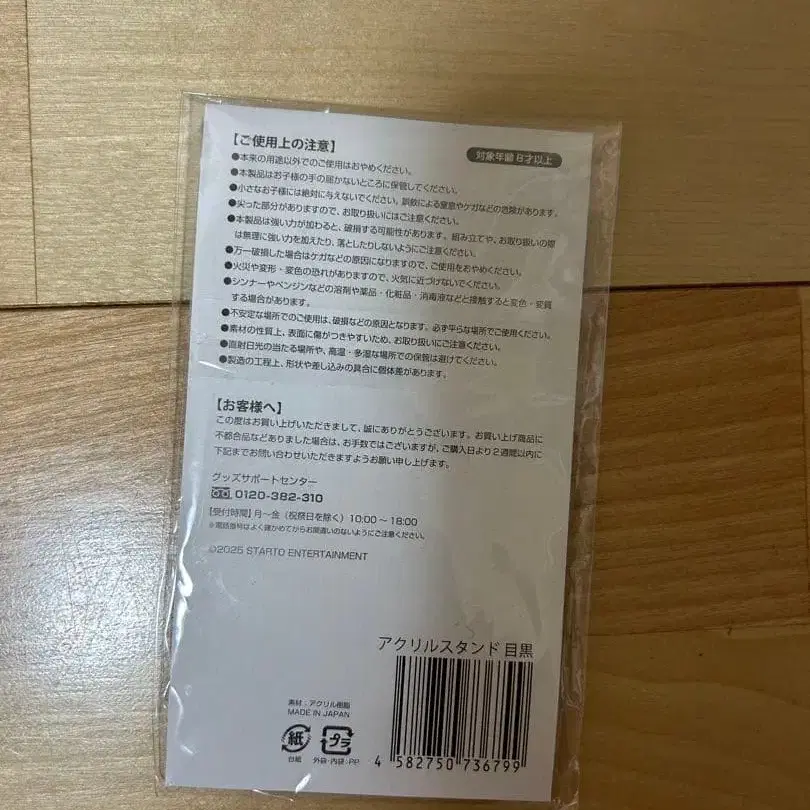 【ご使用上の注意】
対象年齢 8才以上
●本来の用途以外でのご使用はおやめください。
●本製品はお子様の手の届かないところに保管してください。
●小さなお子様には絶対に与えないでください。誤飲による窒息やケガなどの危険があります。
●尖った部分がありますので、お取り扱いにはご注意ください。
●本製品は強い力が加わると、破損する可能性があります。組み立てや、お取り扱いの際
は無理に強い力を加えたり、落としたりしないようにご注意ください。
●万一破損した場合はケガなどの原因になりますので、ご使用をおやめください。
●火災や変形・変色の恐れがありますので、火気に近づけないでください。
●シンナーやベンジンなどの溶剤や薬品・化粧品・消毒液などと接触すると変色・変質
する場合があります。
●不安定な場所でのご使用は、破損などの原因となります。必ず平らな場所でご使用ください。
●素材の性質上、表面に傷がつきやすいため、お取り扱いにご注意ください。
●直射日光の当たる場所や、高温・多湿な場所での保管は避けてください。
●製造の工程上、形状や差し込みの具合に個体差があります。
【お客様へ】
この度はお買い上げいただきまして、誠にありがとうございます。お買い上げ商品に
不都合品などありました場合は、お手数ではございますが、ご購入日より2週間以内に
下記までお問い合わせいただきますようお願い申し上げます。
グッズサポートセンター
0120-382-310
【受付時間】月～金（祝祭日を除く）10:00～18:00
※電話番号はよく確かめてからお間違いのないようにご注意ください。
©2025 STARTO ENTERTAINMENT
アクリルスタンド 目黒
素材：アクリル樹脂
MADE IN JAPAN
紙
台紙
プラ
外袋・内袋：PP
4 582750 736799